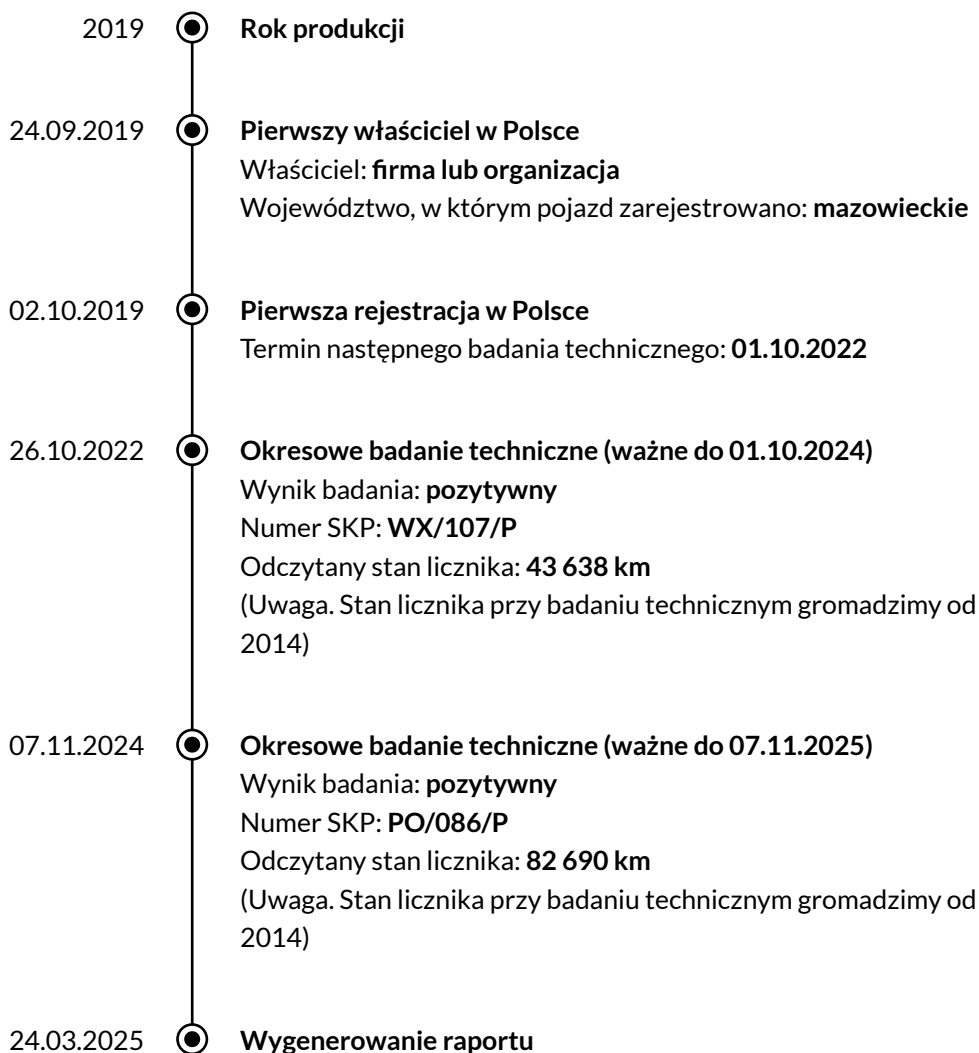 2019 Rok produkcji
24.09.2019 Pierwszy właściciel w Polsce
Właściciel: firma lub organizacja
Województwo, w którym pojazd zarejestrowano: mazowieckie
02.10.2019 Pierwsza rejestracja w Polsce
Termin następnego badania technicznego: 01.10.2022
26.10.2022 Okresowe badanie techniczne (ważne do 01.10.2024)
Wynik badania: pozytywny
Numer SKP: WX/107/P
Odczytany stan licznika: 43 638 km
(Uwaga. Stan licznika przy badaniu technicznym gromadzimy od
2014)
07.11.2024 Okresowe badanie techniczne (ważne do 07.11.2025)
Wynik badania: pozytywny
Numer SKP: PO/086/P
Odczytany stan licznika: 82 690 km
(Uwaga. Stan licznika przy badaniu technicznym gromadzimy od
2014)
24.03.2025 Wygenerowanie raportu